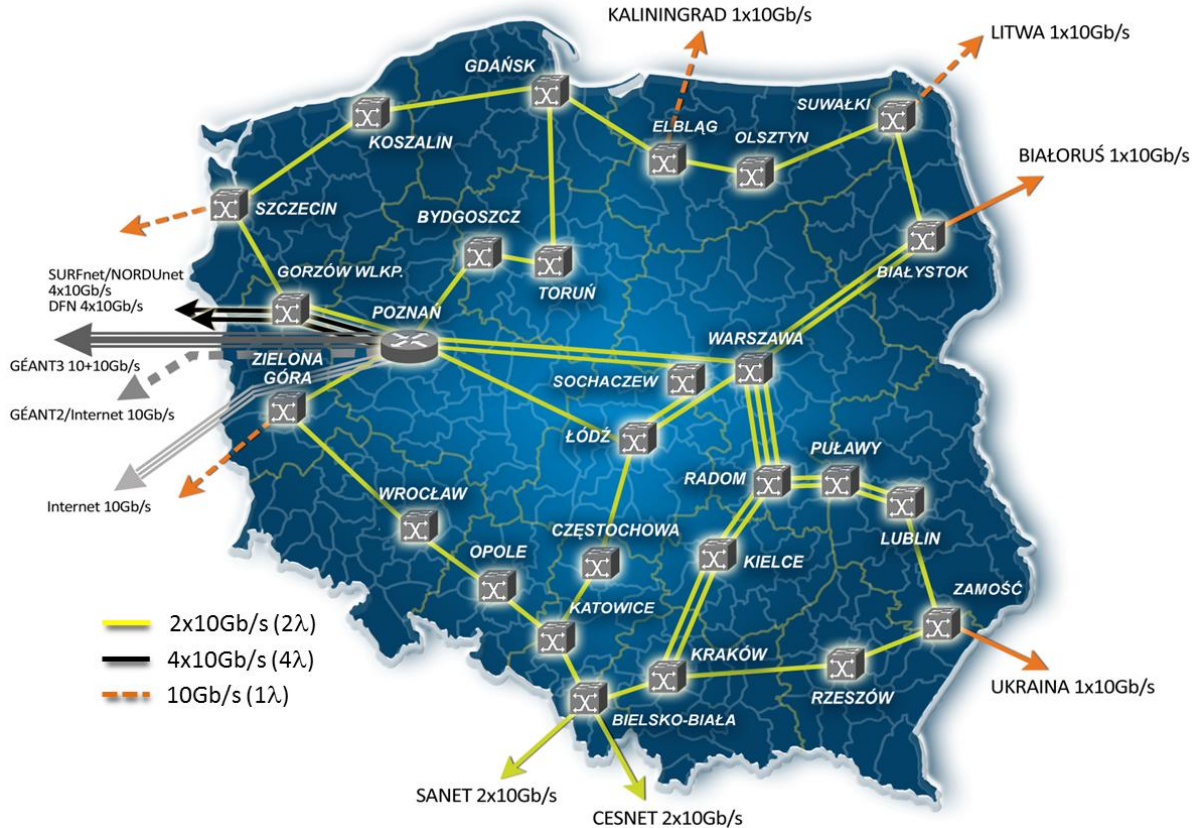 KALININGRAD 1x10Gb/s
LITWA 1x10Gb/s
GDAŃSK
SUWAŁKI
KOSZALIN
ELBLĄG
OLSZTYN
BIAŁORUŚ 1x10Gb/s
SZCZECIN
BYDGOSZCZ
BIAŁYSTOK
SURFnet/NORDUnet
4x10Gb/s
DFN 4x10Gb/s
GORZÓW WLKP.
TORUŃ
POZNAŃ
WARSZAWA
GÉANT3 10+10Gb/s
ZIELONA
GÓRA
SOCHACZEW
GÉANT2/Internet 10Gb/s
ŁÓDŹ
PUŁAWY
RADOM
Internet 10Gb/s
WROCŁAW
CZĘSTOCHOWA
LUBLIN
OPOLE
KIELCE
KATOWICE
ZAMOŚĆ
2x10Gb/s (2λ)
4x10Gb/s (4λ)
10Gb/s (1λ)
KRAKÓW
RZESZÓW
UKRAINA 1x10Gb/s
BIELSKO-BIAŁA
SANET 2x10Gb/s
CESNET 2x10Gb/s